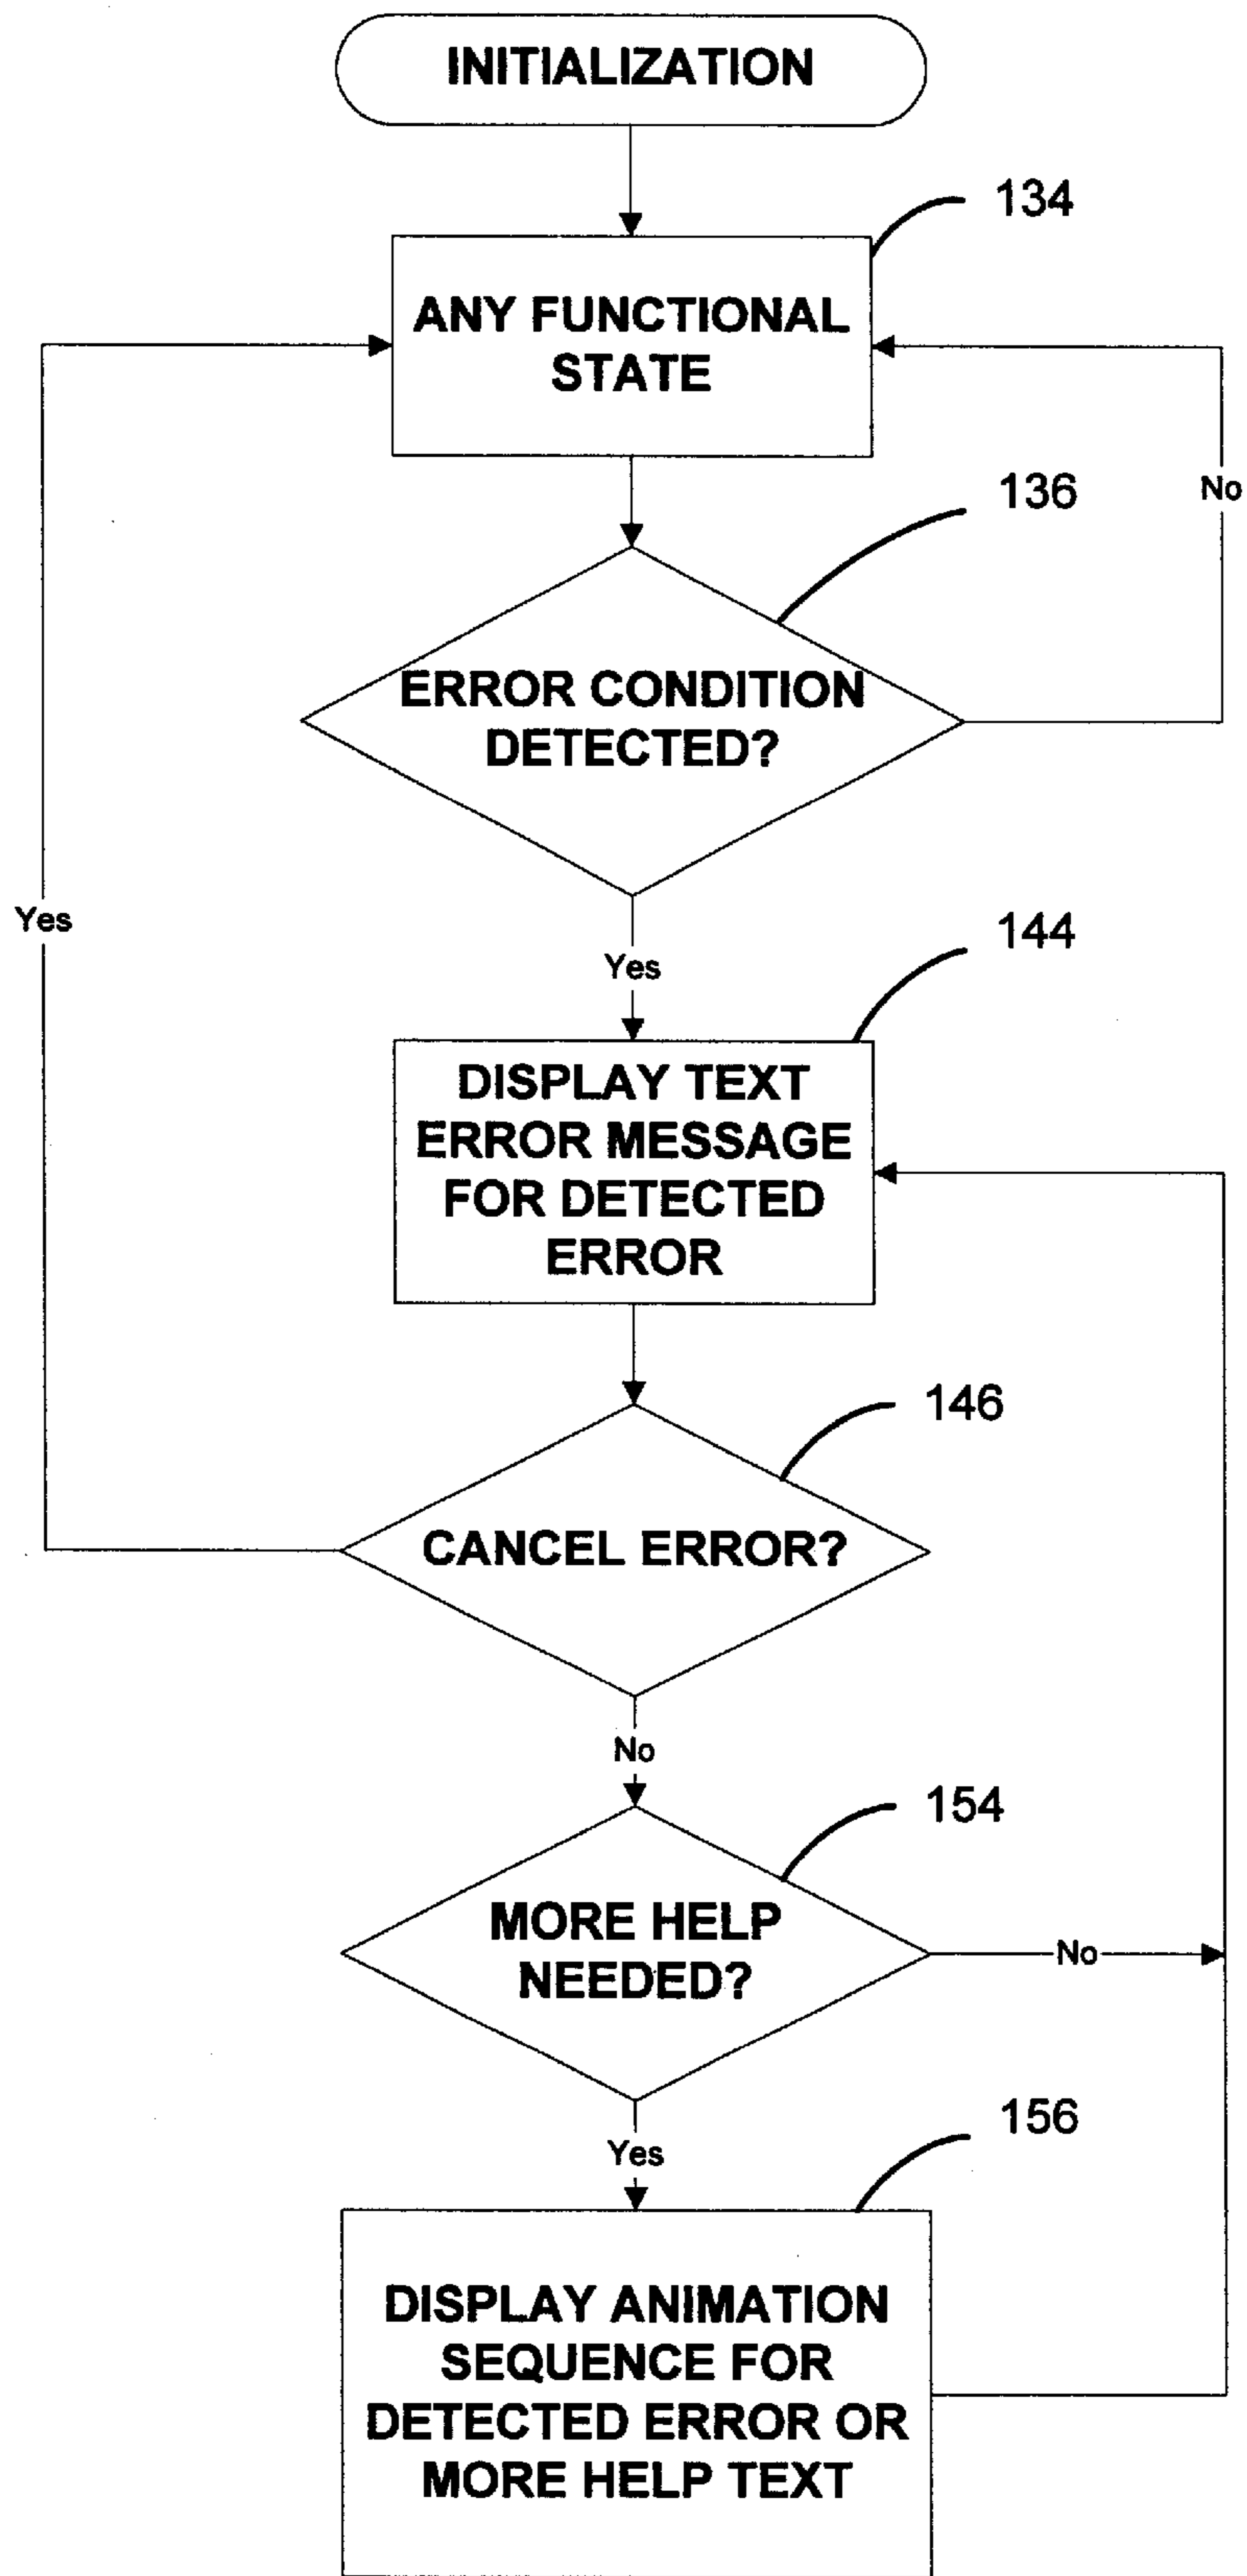 INITIALIZATION
134
ANY FUNCTIONAL
STATE
136
No
ERROR CONDITION
DETECTED?
Yes
Yes
144
DISPLAY TEXT
ERROR MESSAGE
FOR DETECTED
ERROR
146
CANCEL ERROR?
No
154
MORE HELP
NEEDED?
No
156
Yes
DISPLAY ANIMATION
SEQUENCE FOR
DETECTED ERROR OR
MORE HELP TEXT